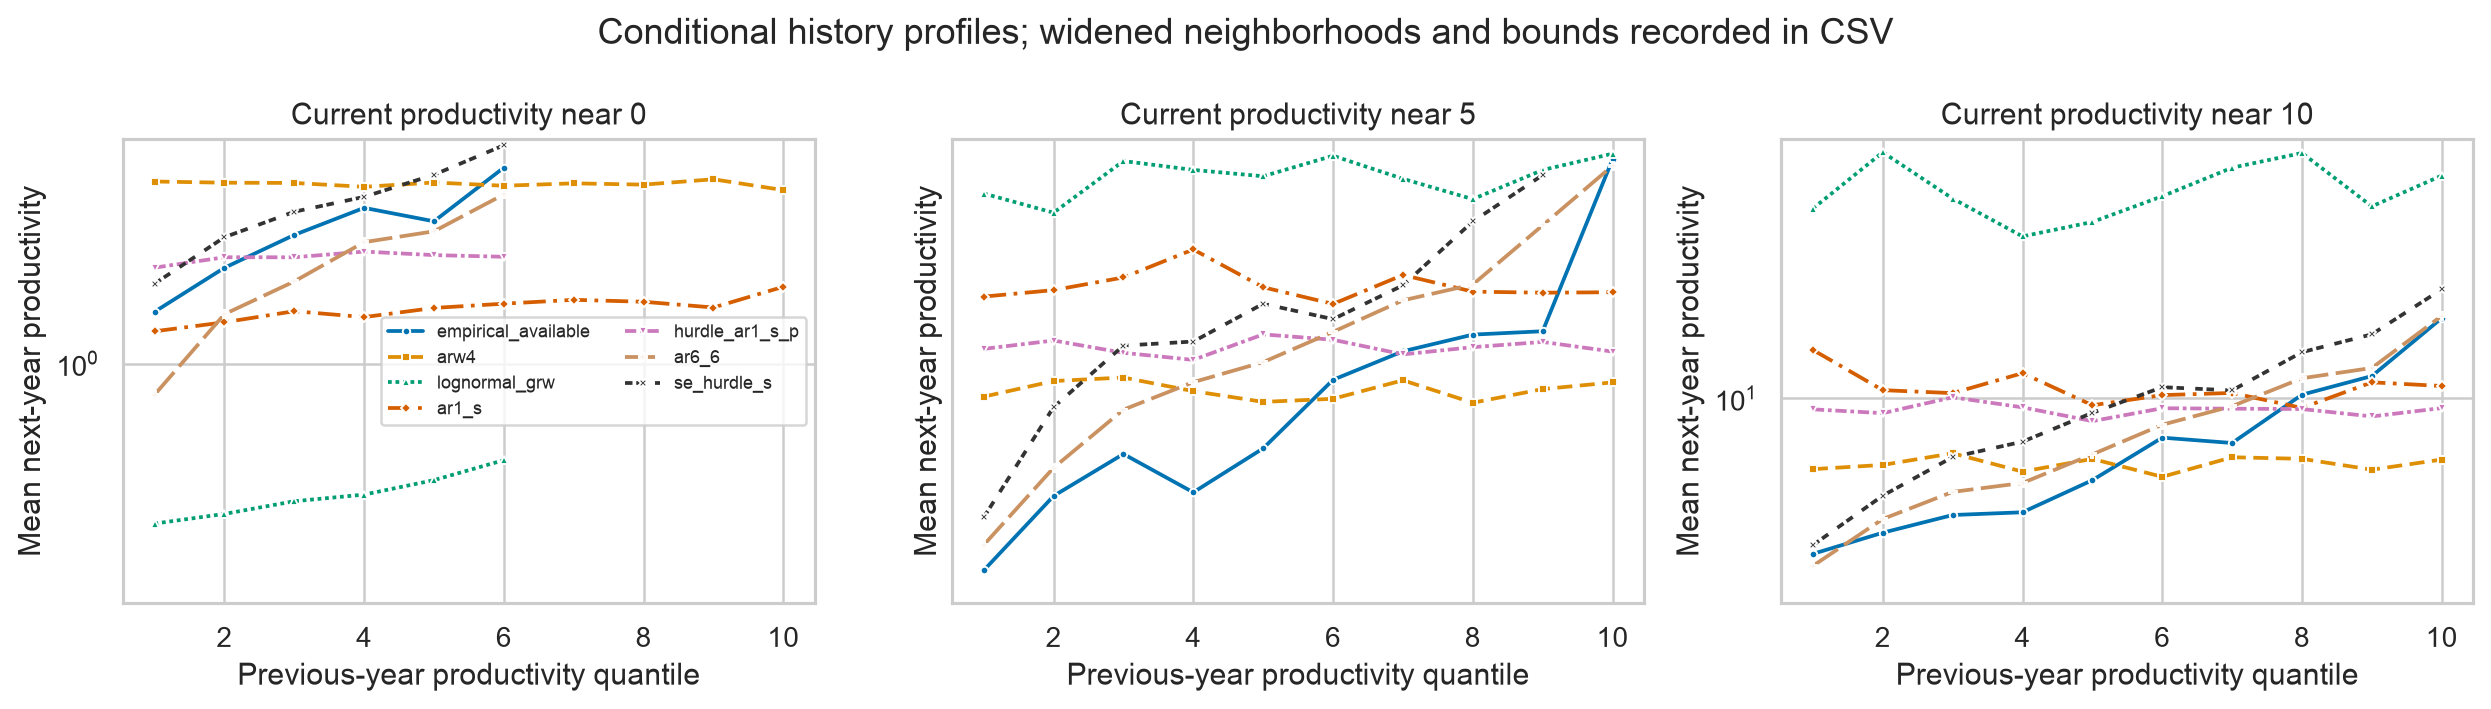 Conditional history profiles; widened neighborhoods and bounds recorded in CSV
Current productivity near 0
Mean next-year productivity
10^0
empirical_available
arw4
lognormal_grw
ar1_s
hurdle_ar1_s_p
ar6_6
se_hurdle_s
2 4 6 8 10
Previous-year productivity quantile
Current productivity near 5
Mean next-year productivity
2 4 6 8 10
Previous-year productivity quantile
Current productivity near 10
Mean next-year productivity
10^1
2 4 6 8 10
Previous-year productivity quantile